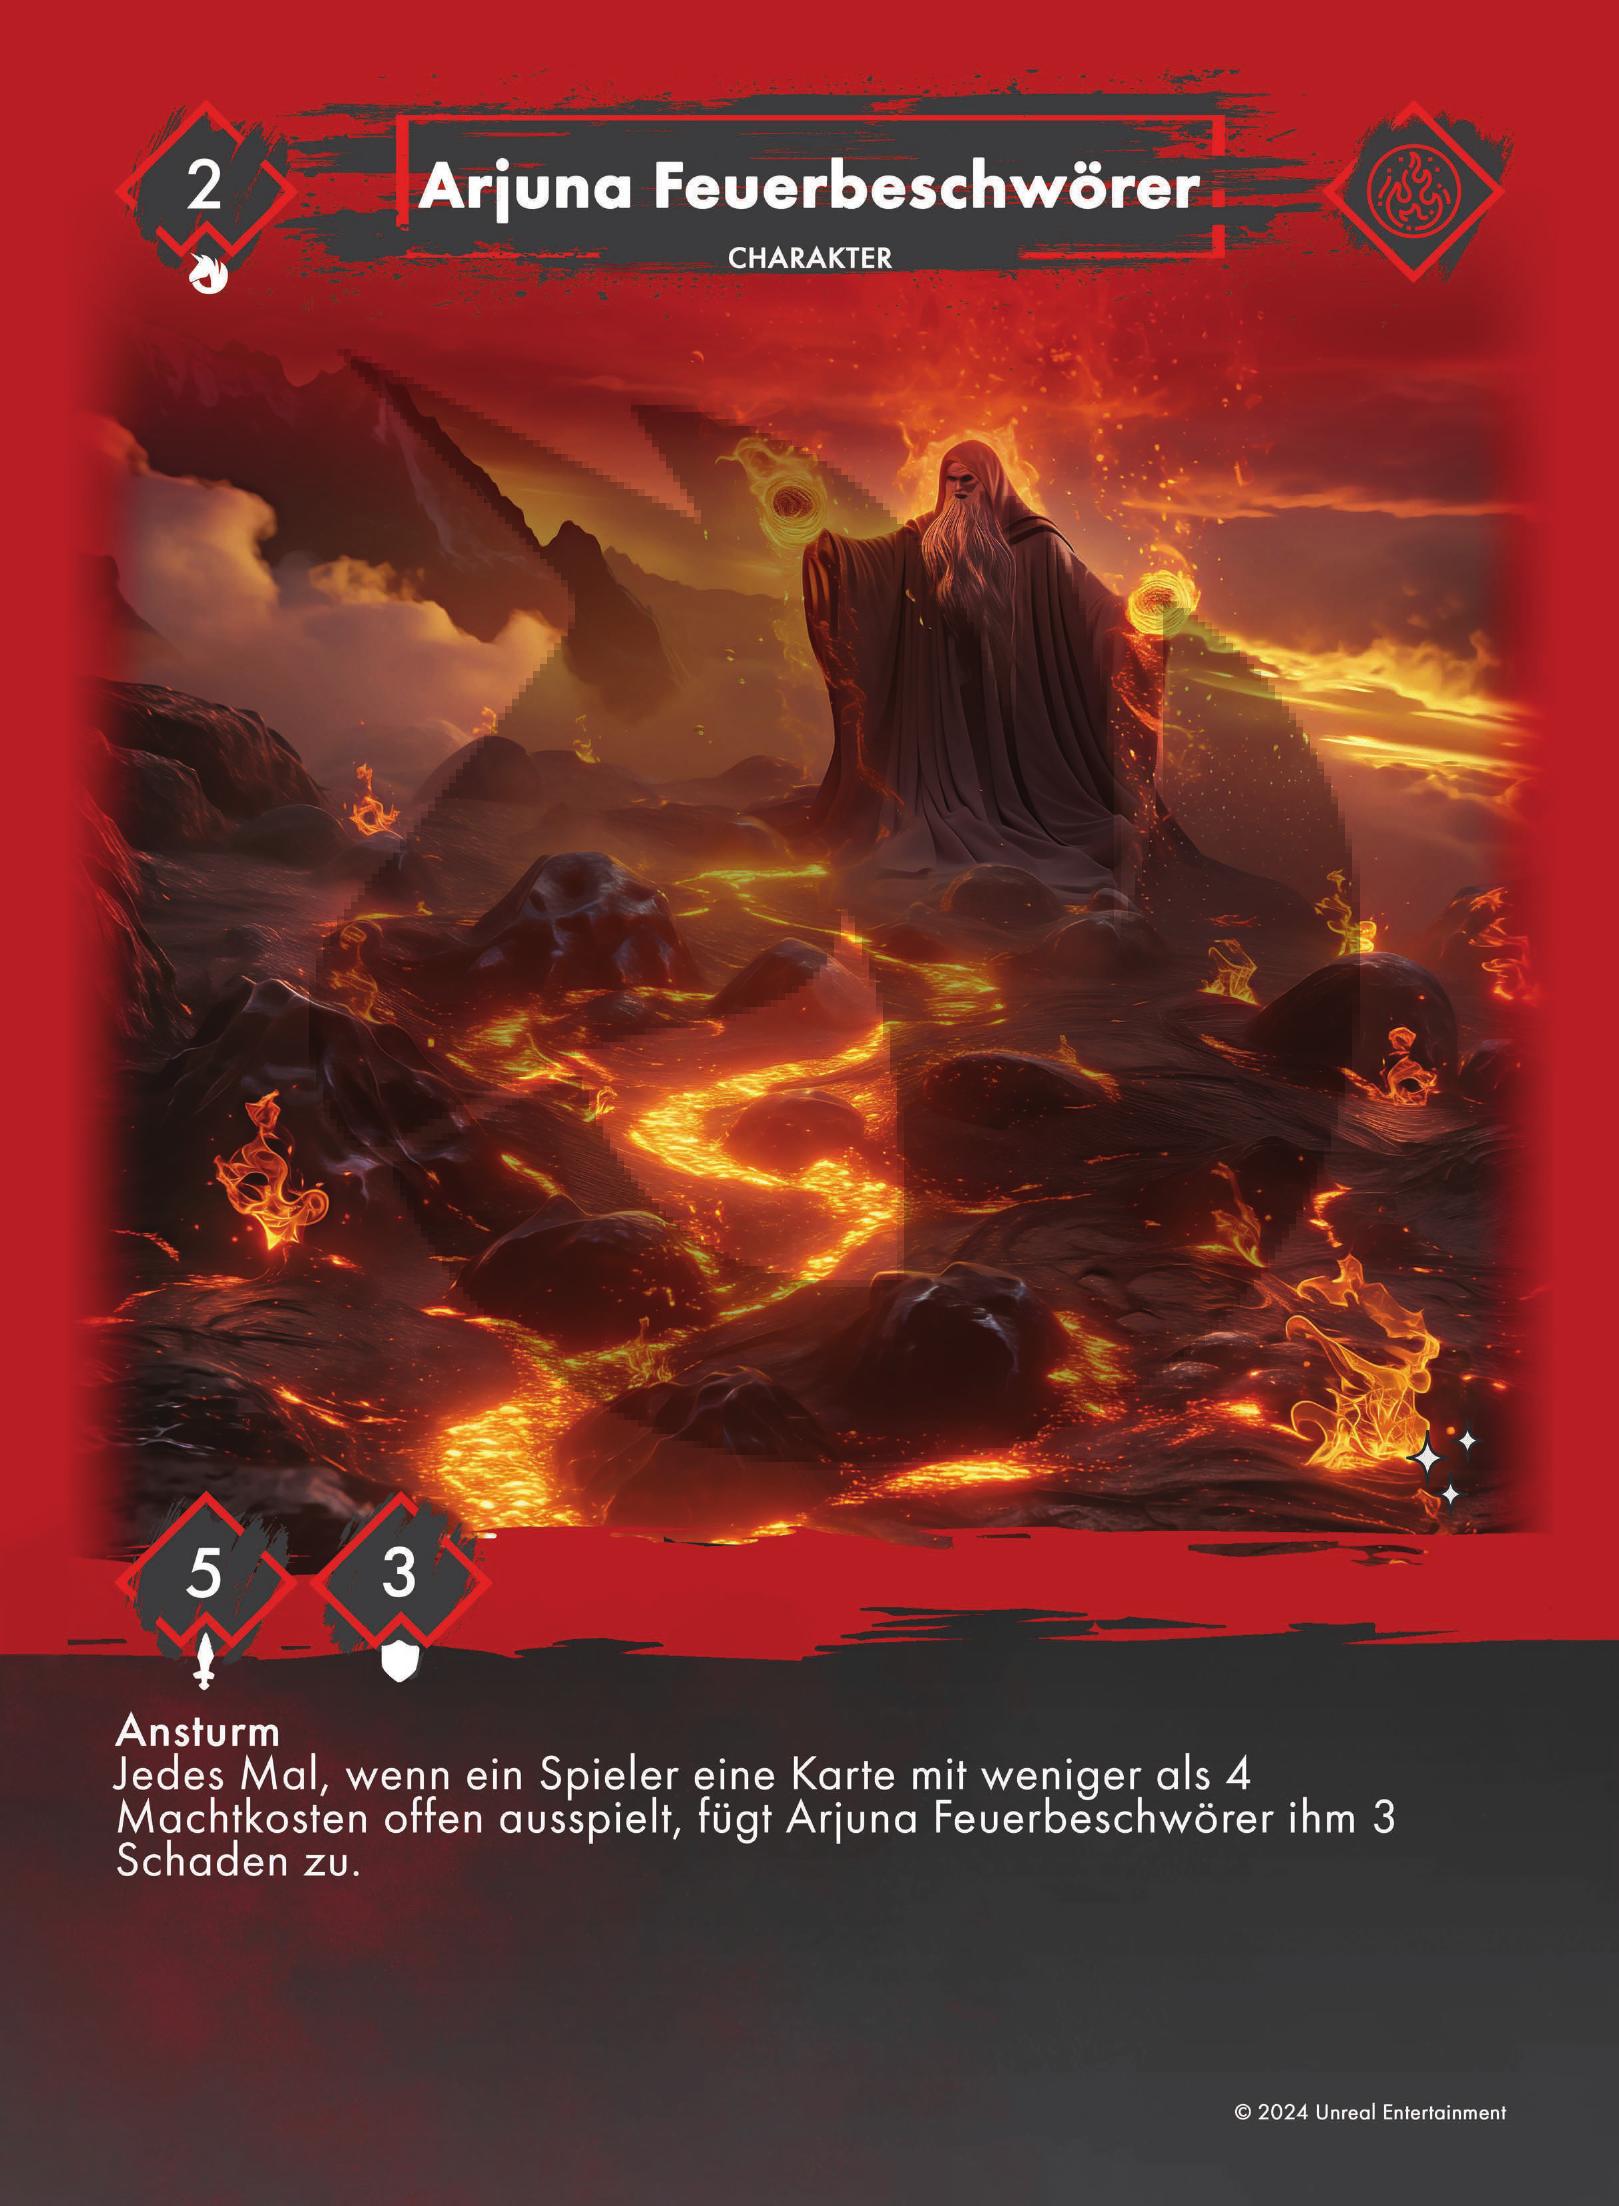 2
Arjuna Feuerbeschwörer
CHARAKTER
5
3
Ansturm
Jedes Mal, wenn ein Spieler eine Karte mit weniger als 4
Machtkosten offen ausspielt, fügt Arjuna Feuerbeschwörer ihm 3
Schaden zu.
© 2024 Unreal Entertainment